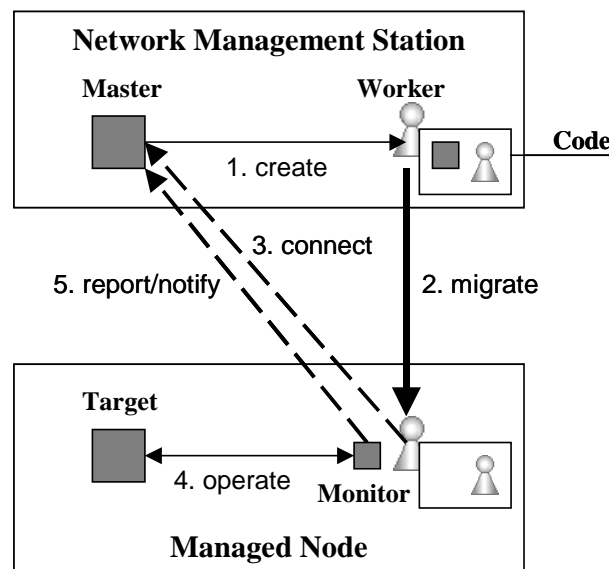 Network Management Station
Master
Worker
Code
1. create
3. connect
5. report/notify
2. migrate
Target
4. operate
Monitor
Managed Node